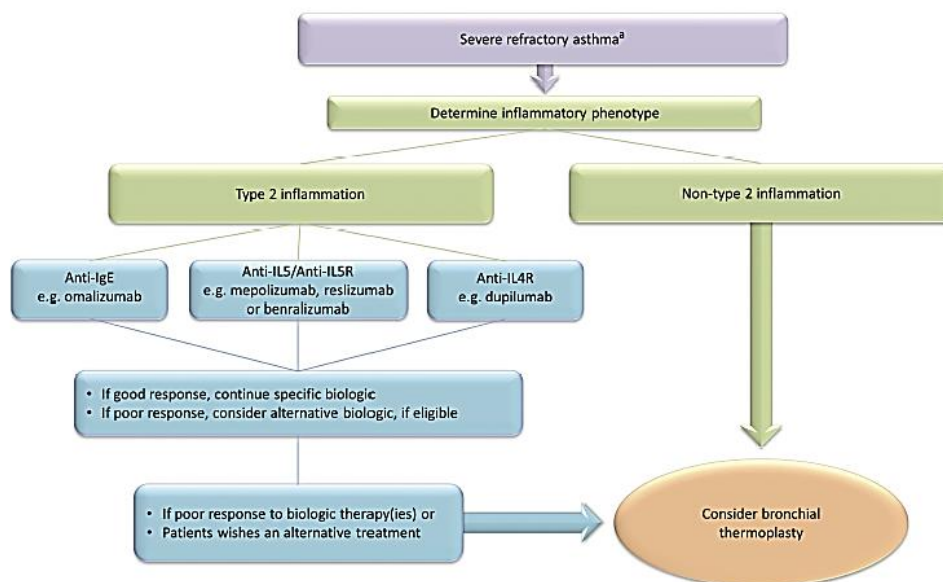 Severe refractory asthmaª
Determine inflammatory phenotype
Type 2 inflammation
Non-type 2 inflammation
Anti-IgE
e.g. omalizumab
Anti-IL5/Anti-IL5R
e.g. mepolizumab, reslizumab
or benralizumab
Anti-IL4R
e.g. dupilumab
• If good response, continue specific biologic
• If poor response, consider alternative biologic, if eligible
• If poor response to biologic therapy(ies) or
• Patients wishes an alternative treatment
Consider bronchial
thermoplasty